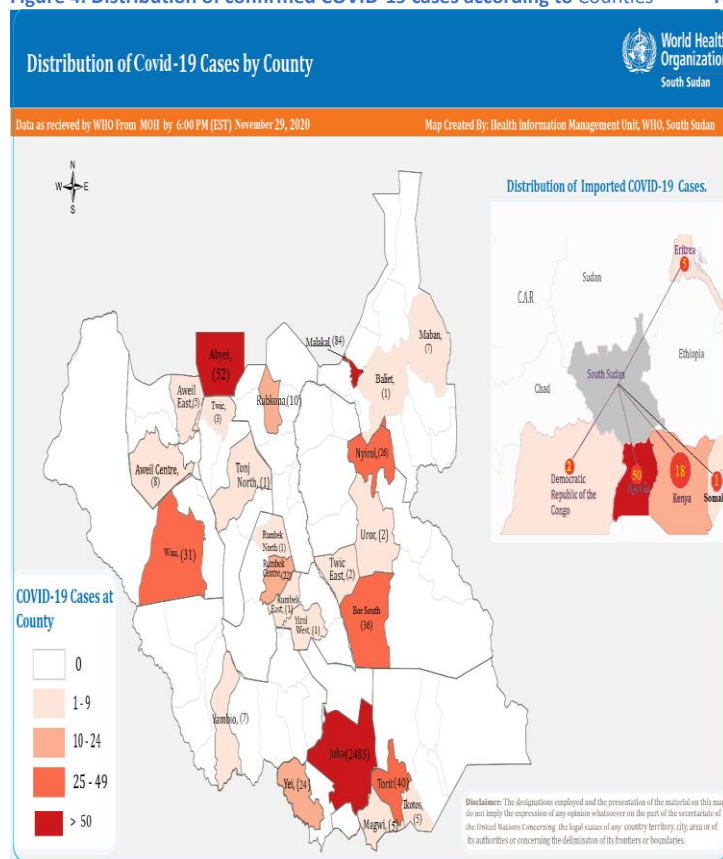 Figure 4. Distribution of confirmed COVID-19 cases according to Counties
Distribution of Covid-19 Cases by County
World Health
Organization
South Sudan
Data as recieved by WHO From MOH by 6:00 PM (EST) November 29, 2020
Map Created By: Health Information Management Unit, WHO, South Sudan
N
W E
S
Distribution of Imported COVID-19 Cases.
Eritrea
5
Sudan
C.A.R
Ethiopia
South Sudan
Chad
2
Democratic
Republic of the
Congo
50
18
Kenya
1
Somal
Malakal, (84)
Maban,
(7)
Abyei,
(52)
Baliet,
(1)
Aweil
East, (5)
Twic,
(3)
Rubkona, (10)
Nyirol, (26)
Aweil Centre,
(8)
Tonj
North, (1)
Uror, (2)
Wau, (31)
Rumbek
North (1)
Rumbek
Centre, (22)
Twic
East, (2)
Rumbek
East, (1)
Yirol
West, (1)
Bor South
(36)
COVID-19 Cases at
County
0
1 - 9
10 - 24
25 - 49
> 50
Yambio, (7)
Juba, (2483)
Yei, (24)
Torit (40)
Ikotos,
(5)
Magwi, (5
Disclaimer: The designations employed and the presentation of the material on this ma
do not imply the expression of any opinion whatsoever on the part of the secretariate of
the United Nations Concerning the legal status of any country territory, city, area or of
its authorities or concerning the delimination of its frontiers or boundaries.